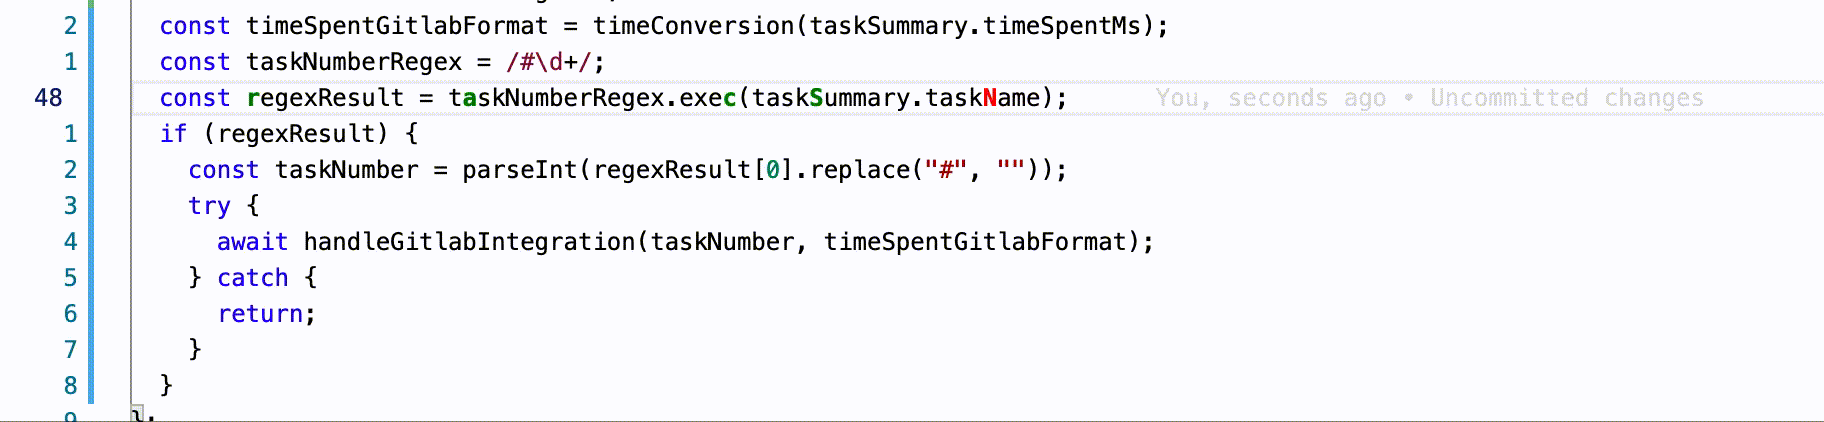 2 const timeSpentGitlabFormat = timeConversion(taskSummary.timeSpentMs);
1 const taskNumberRegex = /#\d+/;
48 const regexResult = taskNumberRegex.exec(taskSummary.taskName); You, seconds ago • Uncommitted changes
1 if (regexResult) {
2 const taskNumber = parseInt(regexResult[0].replace("#", ""));
3 try {
4 await handleGitlabIntegration(taskNumber, timeSpentGitlabFormat);
5 } catch {
6 return;
7 }
8 }
9 };